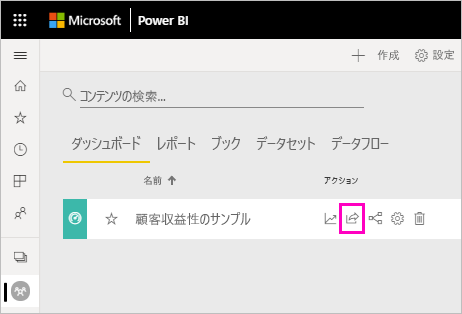 Microsoft Power BI
作成 設定
コンテンツの検索...
ダッシュボード レポート ブック データセット データフロー
名前 アクション
顧客収益性のサンプル